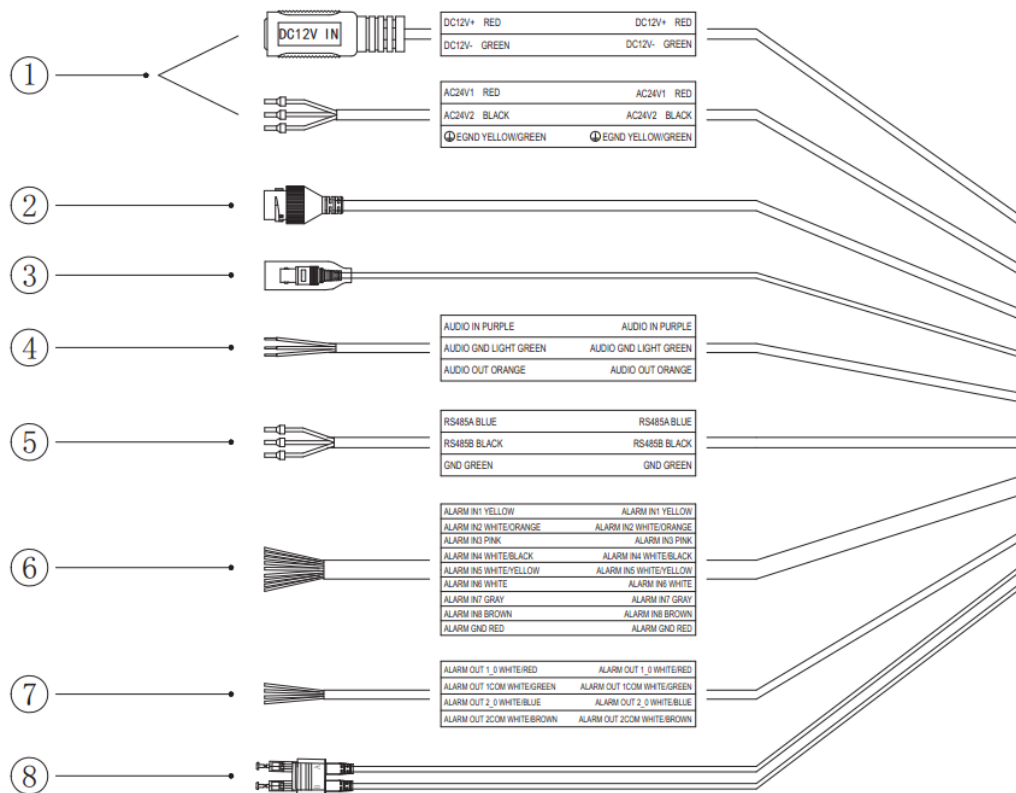 ①
DC12V IN
DC12V+ RED DC12V+ RED
DC12V- GREEN DC12V- GREEN
AC24V1 RED AC24V1 RED
AC24V2 BLACK AC24V2 BLACK
EGND YELLOW/GREEN EGND YELLOW/GREEN
②
③
④
AUDIO IN PURPLE AUDIO IN PURPLE
AUDIO GND LIGHT GREEN AUDIO GND LIGHT GREEN
AUDIO OUT ORANGE AUDIO OUT ORANGE
⑤
RS485A BLUE RS485A BLUE
RS485B BLACK RS485B BLACK
GND GREEN GND GREEN
⑥
ALARM IN1 YELLOW ALARM IN1 YELLOW
ALARM IN2 WHITE/ORANGE ALARM IN2 WHITE/ORANGE
ALARM IN3 PINK ALARM IN3 PINK
ALARM IN4 WHITE/BLACK ALARM IN4 WHITE/BLACK
ALARM IN5 WHITE/YELLOW ALARM IN5 WHITE/YELLOW
ALARM IN6 WHITE ALARM IN6 WHITE
ALARM IN7 GRAY ALARM IN7 GRAY
ALARM IN8 BROWN ALARM IN8 BROWN
ALARM GND RED ALARM GND RED
⑦
ALARM OUT 1_0 WHITE/RED ALARM OUT 1_0 WHITE/RED
ALARM OUT 1COM WHITE/GREEN ALARM OUT 1COM WHITE/GREEN
ALARM OUT 2_0 WHITE/BLUE ALARM OUT 2_0 WHITE/BLUE
ALARM OUT 2COM WHITE/BROWN ALARM OUT 2COM WHITE/BROWN
⑧